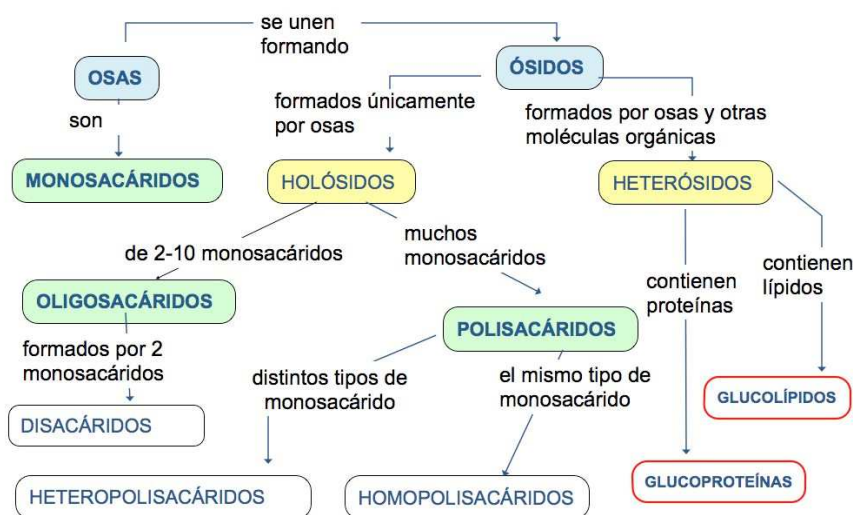 se unen
formando
OSAS
ÓSIDOS
son
formados únicamente
por osas
formados por osas y otras
moléculas orgánicas
MONOSACÁRIDOS
HOLÓSIDOS
HETERÓSIDOS
de 2-10 monosacáridos
muchos
monosacáridos
contienen
proteínas
contienen
lípidos
OLIGOSACÁRIDOS
POLISACÁRIDOS
formados por 2
monosacáridos
distintos tipos de
monosacárido
el mismo tipo de
monosacárido
GLUCOLÍPIDOS
DISACÁRIDOS
HETEROPOLISACÁRIDOS
HOMOPOLISACÁRIDOS
GLUCOPROTEÍNAS